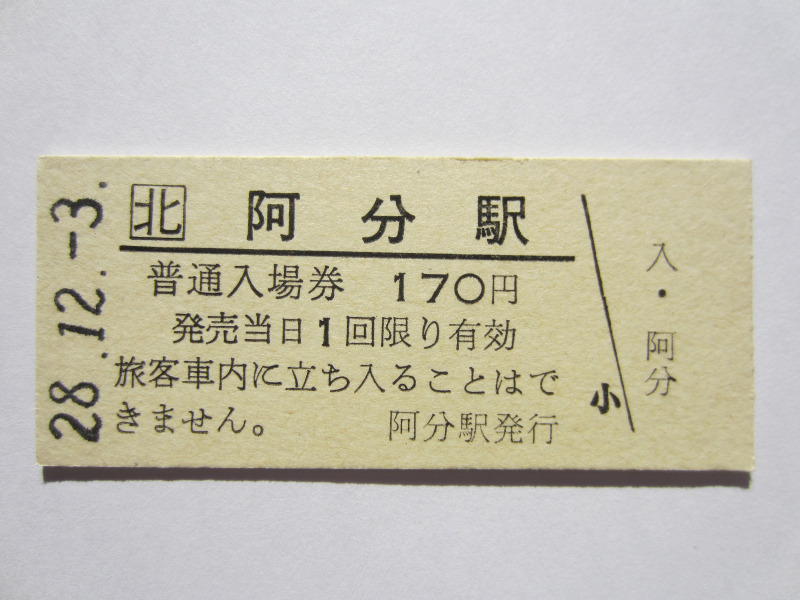 28.12.-3.
北 阿分駅
普通入場券 170円
発売当日1回限り有効
旅客車内に立ち入ることはで
きません。 阿分駅発行
小
入・阿分